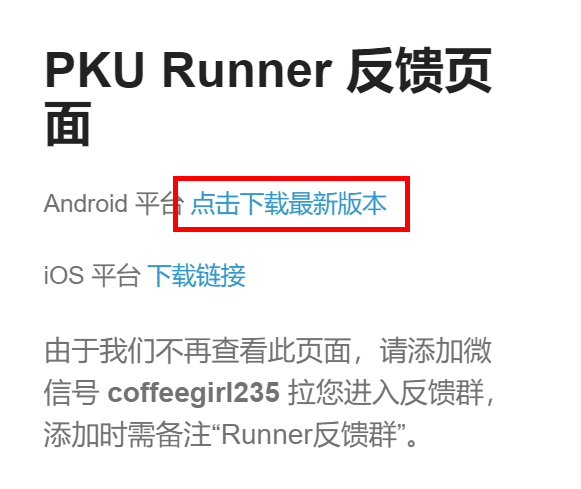 PKU Runner 反馈页
面
Android 平台 点击下载最新版本
iOS 平台 下载链接
由于我们不再查看此页面，请添加微
信号 coffeegirl235 拉您进入反馈群，
添加时需备注“Runner反馈群”。